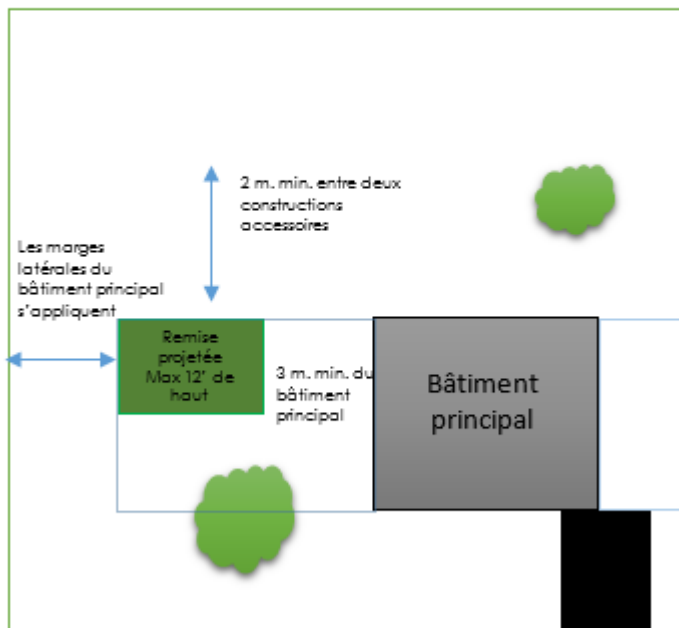 2 m. min. entre deux
constructions
accessoires
Les marges
latérales du
bâtiment principal
s'appliquent
Remise
projetée
Max 12' de
haut
3 m. min. du
bâtiment
principal
Bâtiment
principal